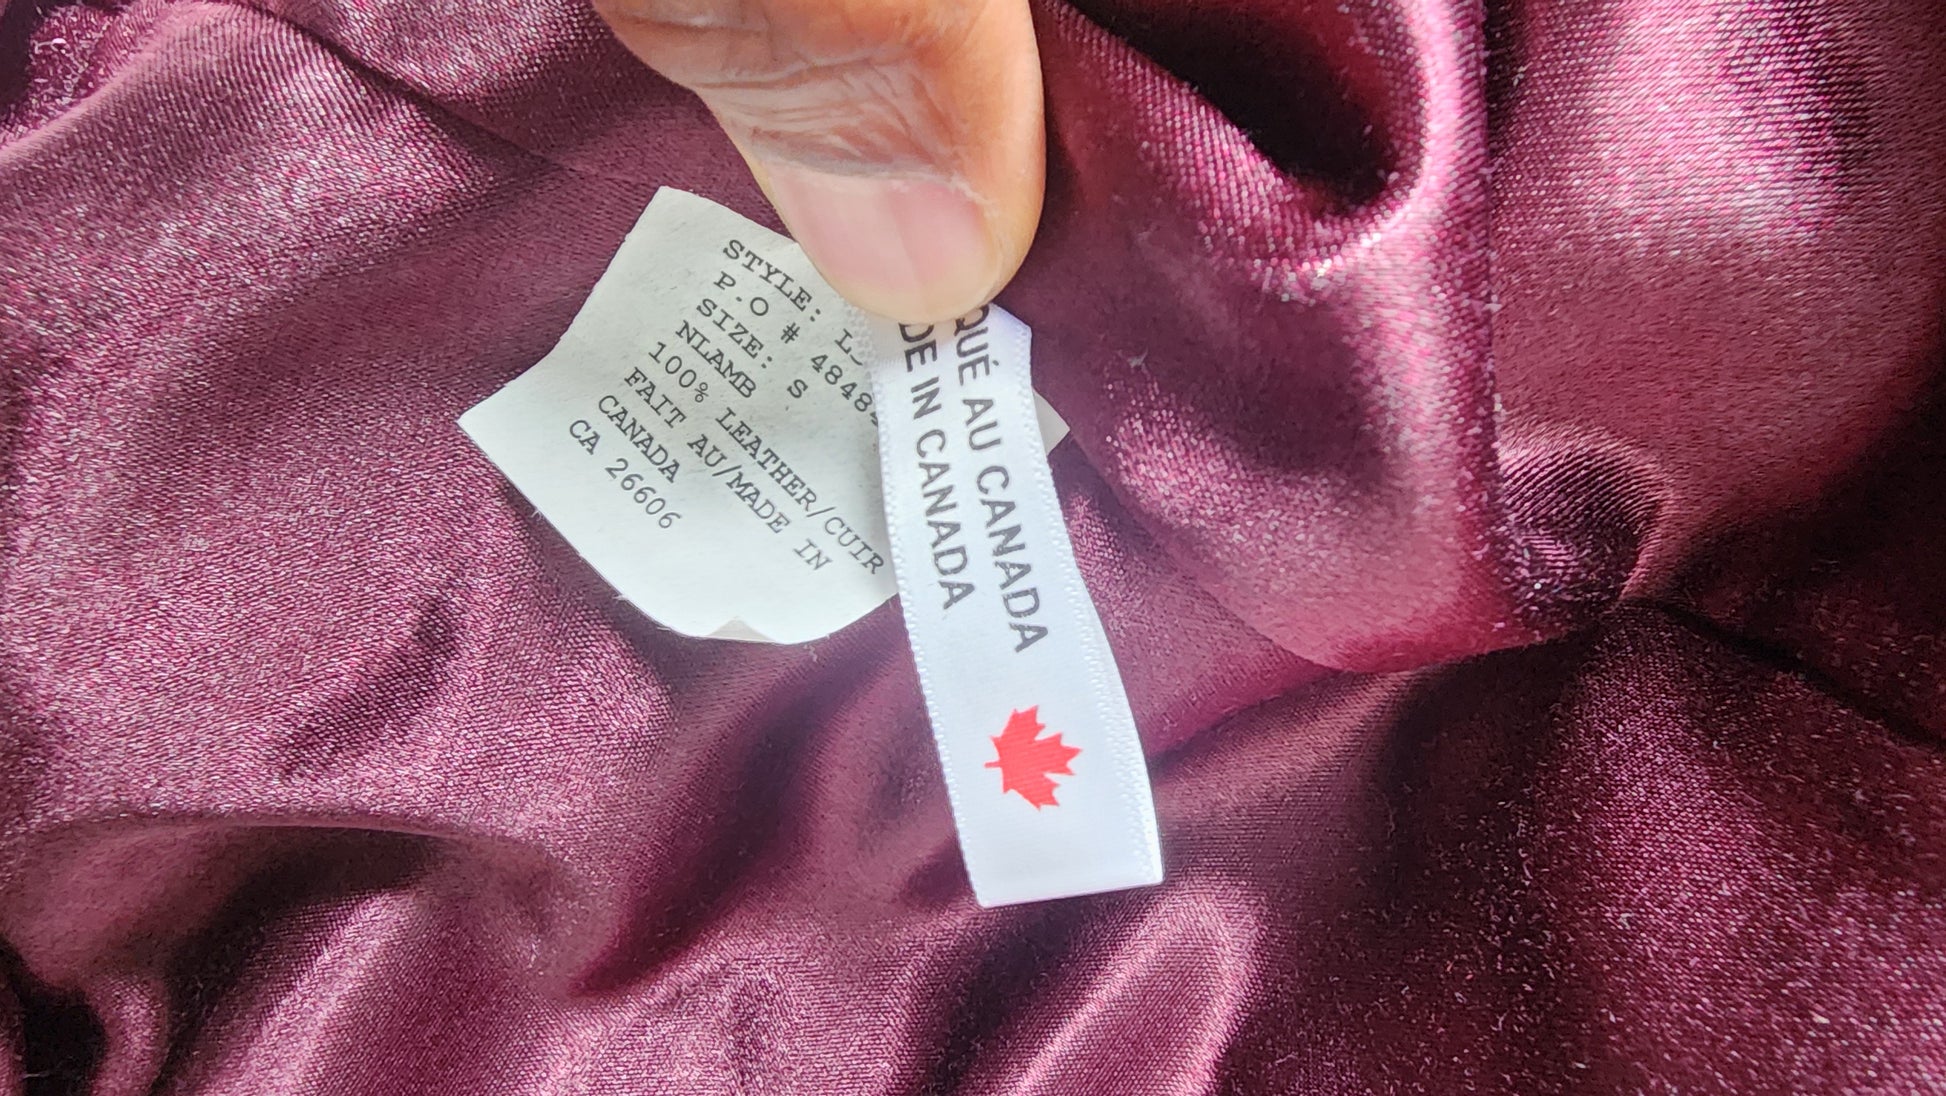 STYLE:
P.O # 4848
SIZE: S
NLAMB
100% LEATHER/CUIR
FAIT AU/MADE IN
CANADA
CA 26606
QUÉ AU CANADA
DE IN CANADA